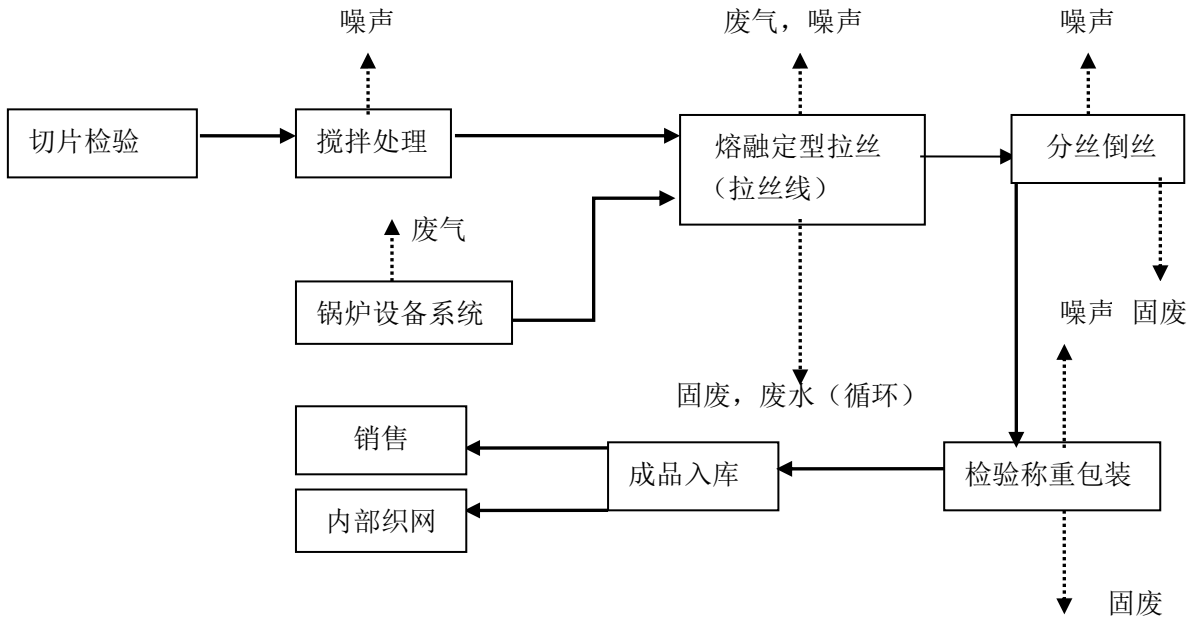 噪声
废气，噪声
噪声
切片检验
搅拌处理
熔融定型拉丝
（拉丝线）
分丝倒丝
废气
锅炉设备系统
噪声
固废
固废，废水（循环）
销售
成品入库
检验称重包装
内部织网
固废